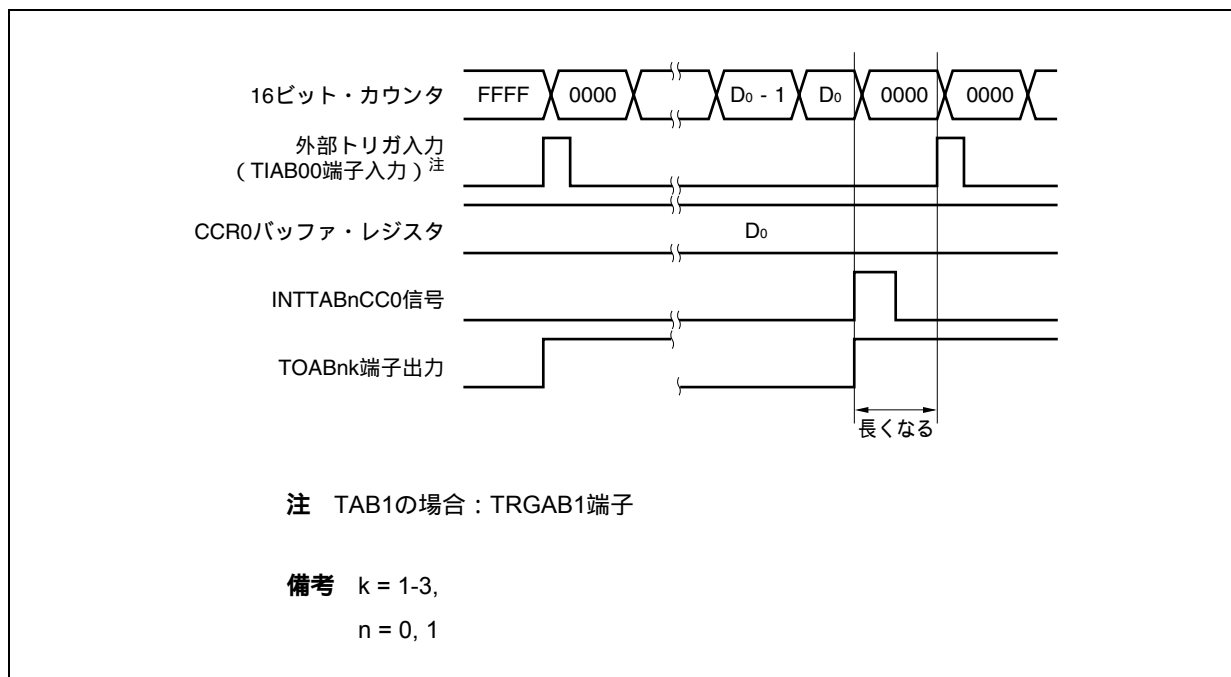 16ビット・カウンタ FFFF 0000 D0 - 1 D0 0000 0000
外部トリガ入力
(TIAB00端子入力)注
CCR0バッファ・レジスタ D0
INTTABnCC0信号
TOABnk端子出力
長くなる
注 TAB1の場合：TRGAB1端子
備考 k = 1-3,
n = 0, 1